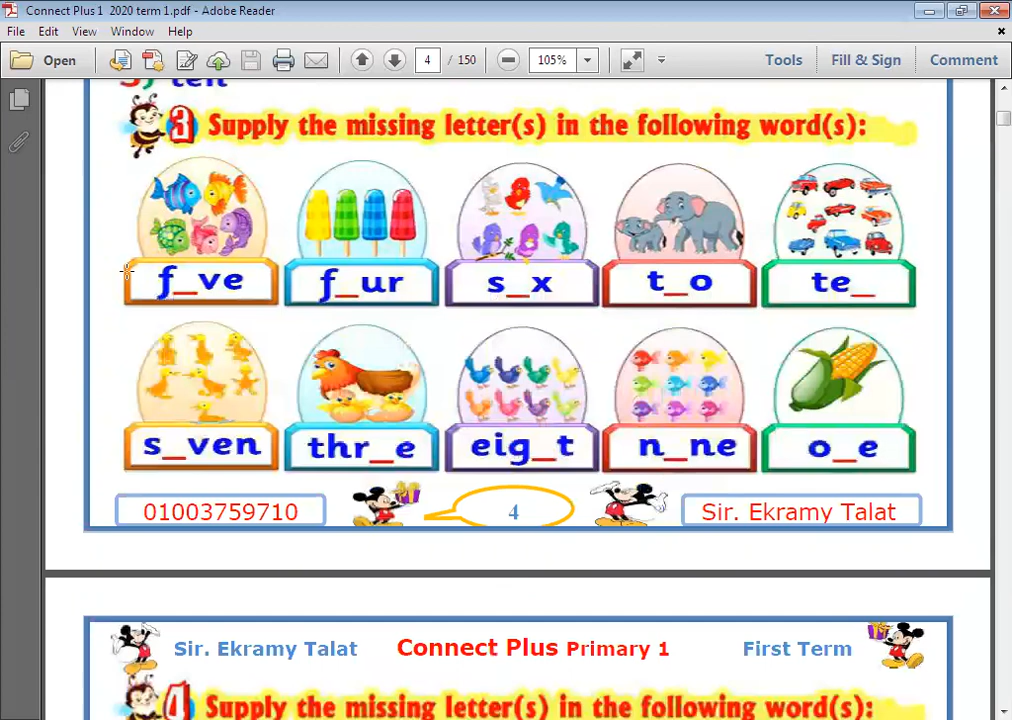 Connect Plus 1 2020 term 1.pdf - Adobe Reader
File Edit View Window Help
Open 4 / 150 105% Tools Fill & Sign Comment
3 Supply the missing letter(s) in the following word(s):
f_ve f_ur s_x t_o te_
s_ven thr_e eig_t n_ne o_e
01003759710 4 Sir. Ekramy Talat
Sir. Ekramy Talat Connect Plus Primary 1 First Term
4 Supply the missing letter(s) in the following word(s):